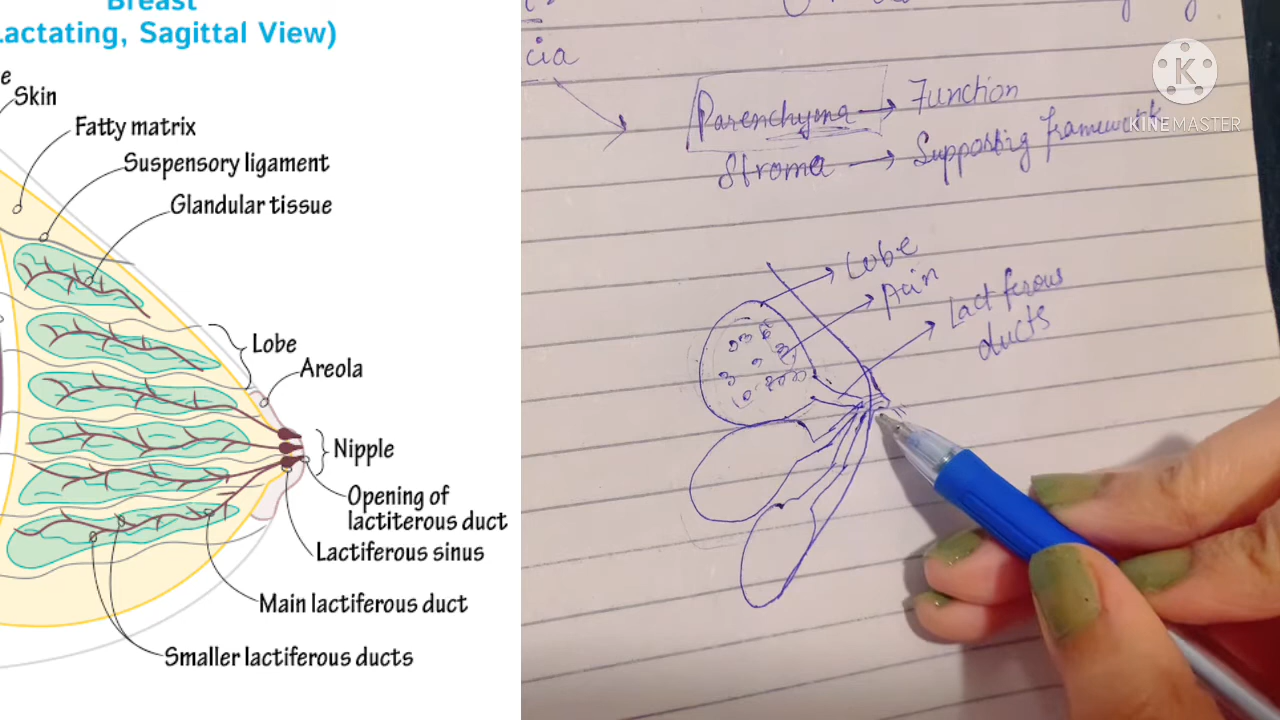 Breast
Lactating, Sagittal View)
e
Skin
Fatty matrix
Suspensory ligament
Glandular tissue
Lobe
Areola
Nipple
Opening of
lactiterous duct
Lactiferous sinus
Main lactiferous duct
Smaller lactiferous ducts
cia
Parenchyma → Function
Stroma → Supporting framework
Lobe
Acin
Lact ferous
ducts
K
KINEMASTER